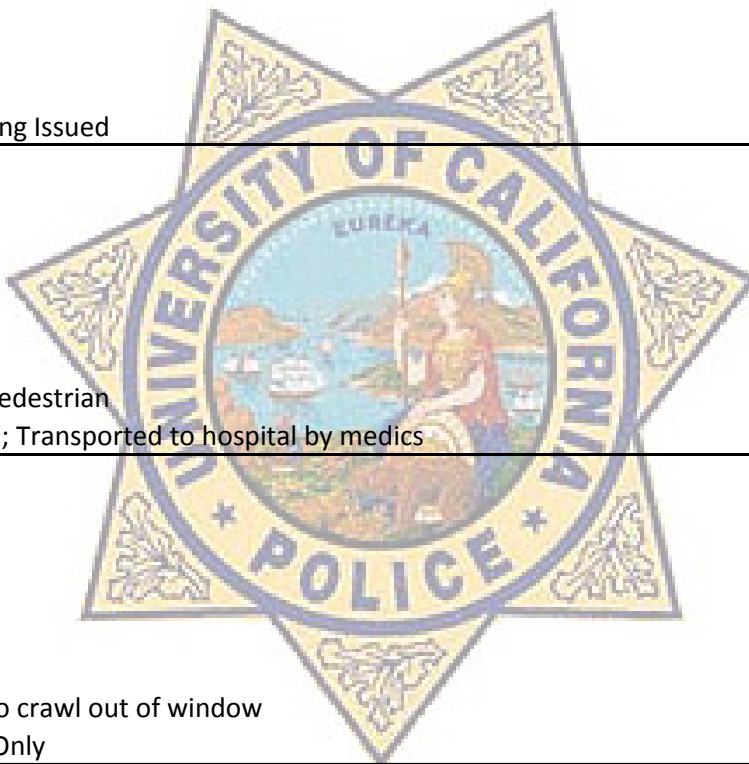 ng Issued
UNIVERSITY OF CALIFORNIA
EUREKA
edestrian
; Transported to hospital by medics
POLICE
o crawl out of window
Only